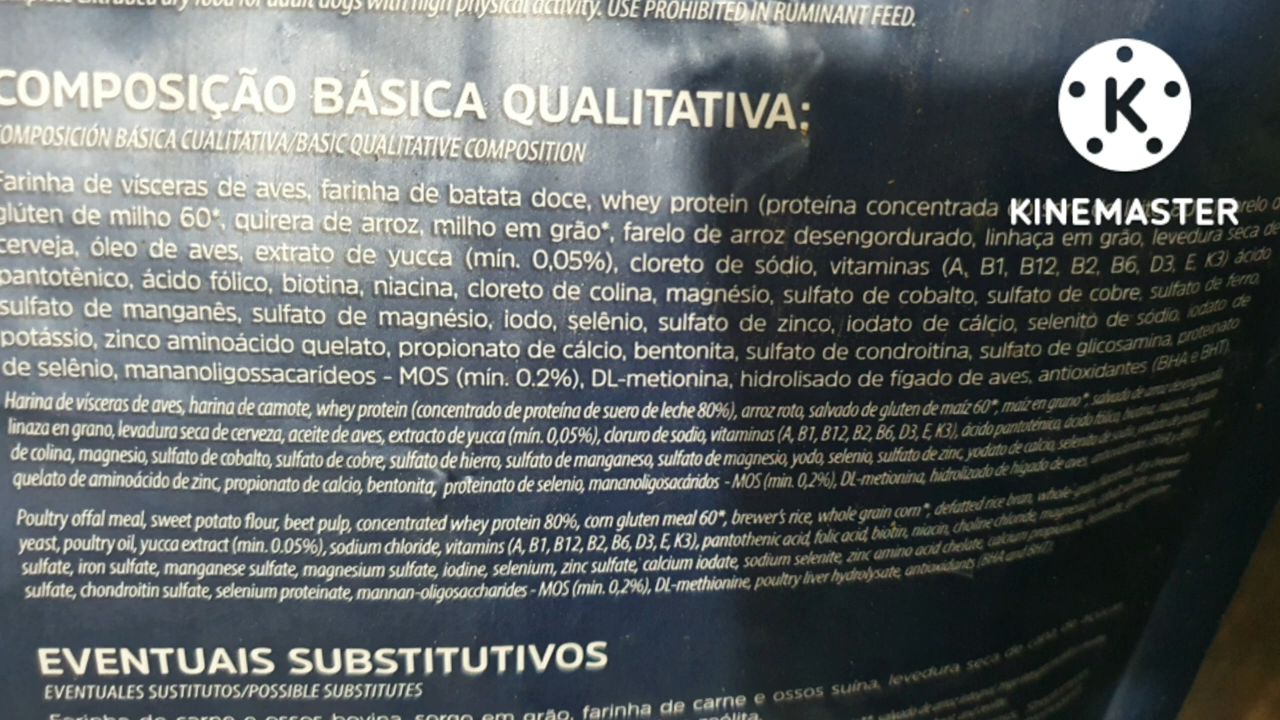 extruded dry food for adult dogs with high physical activity. USE PROHIBITED IN RUMINANT FEED.
COMPOSIÇÃO BÁSICA QUALITATIVA:
COMPOSICIÓN BÁSICA CUALITATIVA/BASIC QUALITATIVE COMPOSITION
Farinha de vísceras de aves, farinha de batata doce, whey protein (proteína concentrada
glúten de milho 60*, quirera de arroz, milho em grão*, farelo de arroz desengordurado, linhaça em grão, levedura seca de
cerveja, óleo de aves, extrato de yucca (mín. 0,05%), cloreto de sódio, vitaminas (A, B1, B12, B2, B6, D3, E, K3) ácido
pantotênico, ácido fólico, biotina, niacina, cloreto de colina, magnésio, sulfato de cobalto, sulfato de cobre, sulfato de ferro,
sulfato de manganês, sulfato de magnésio, iodo, selênio, sulfato de zinco, iodato de cálcio, selenito de sódio, iodato de
potássio, zinco aminoácido quelato, propionato de cálcio, bentonita, sulfato de condroitina, sulfato de glicosamina, proteinato
de selênio, mananoligossacarídeos - MOS (mín. 0.2%), DL-metionina, hidrolisado de fígado de aves, antioxidantes (BHA e BHT).
Harina de vísceras de aves, harina de camote, whey protein (concentrado de proteína de suero de leche 80%), arroz roto, salvado de gluten de maíz 60*, maíz en grano*, salvado de arroz
linaza en grano, levadura seca de cerveza, aceite de aves, extracto de yucca (mín. 0,05%), cloruro de sodio, vitaminas (A, B1, B12, B2, B6, D3, E, K3), ácido pantoténico, ácido fólico, biotina,
de colina, magnesio, sulfato de cobalto, sulfato de cobre, sulfato de hierro, sulfato de manganeso, sulfato de magnesio, yodo, selenio, sulfato de zinc, yodato de calcio, selenito de
quelato de aminoácido de zinc, propionato de calcio, bentonita, proteinato de selenio, mananoligosacáridos - MOS (mín. 0,2%), DL-metionina, hidrolizado de hígado de aves,
Poultry offal meal, sweet potato flour, beet pulp, concentrated whey protein 80%, corn gluten meal 60*, brewer's rice, whole grain corn*, defatted rice bran,
yeast, poultry oil, yucca extract (min. 0.05%), sodium chloride, vitamins (A, B1, B12, B2, B6, D3, E, K3), pantothenic acid, folic acid, biotin, niacin, choline chloride,
sulfate, iron sulfate, manganese sulfate, magnesium sulfate, iodine, selenium, zinc sulfate, calcium iodate, sodium selenite, zinc amino acid chelate, calcium
sulfate, chondroitin sulfate, selenium proteinate, mannan-oligosaccharides - MOS (min. 0,2%), DL-methionine, poultry liver hydrolysate, antioxidants (BHA and BHT).
EVENTUAIS SUBSTITUTIVOS
EVENTUALES SUSTITUTOS/POSSIBLE SUBSTITUTES
Farinha de carne e ossos bovina, sorgo em grão, farinha de carne e ossos suína, levedura seca de cana de açúcar
K
KINEMASTER